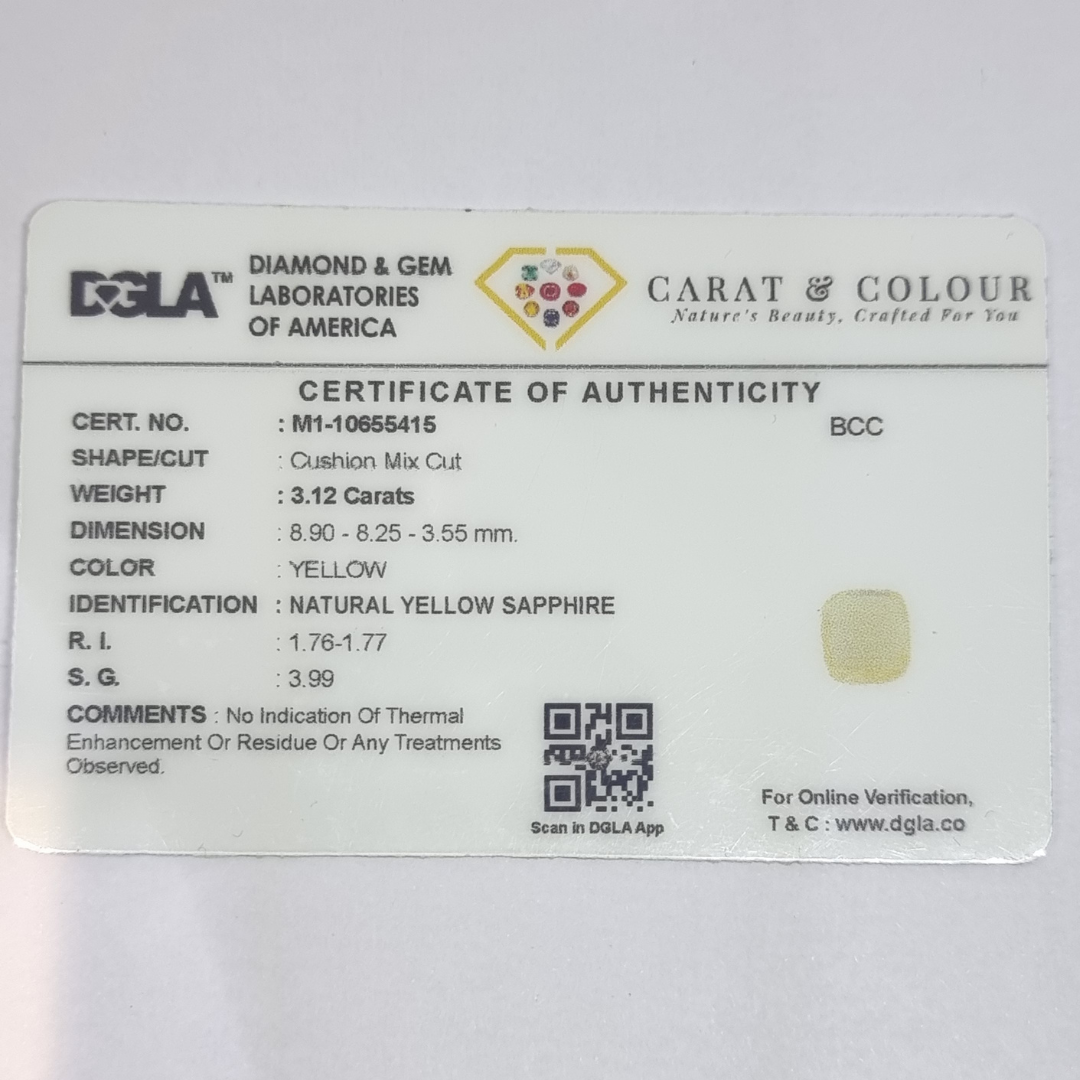 DGLA™
DIAMOND & GEM
LABORATORIES
OF AMERICA
CARAT & COLOUR
Nature's Beauty, Crafted For You
CERTIFICATE OF AUTHENTICITY
CERT. NO. : M1-10655415
BCC
SHAPE/CUT : Cushion Mix Cut
WEIGHT : 3.12 Carats
DIMENSION : 8.90 - 8.25 - 3.55 mm.
COLOR : YELLOW
IDENTIFICATION : NATURAL YELLOW SAPPHIRE
R. I. : 1.76-1.77
S. G. : 3.99
COMMENTS : No Indication Of Thermal
Enhancement Or Residue Or Any Treatments
Observed.
Scan in DGLA App
For Online Verification,
T & C : www.dgla.co